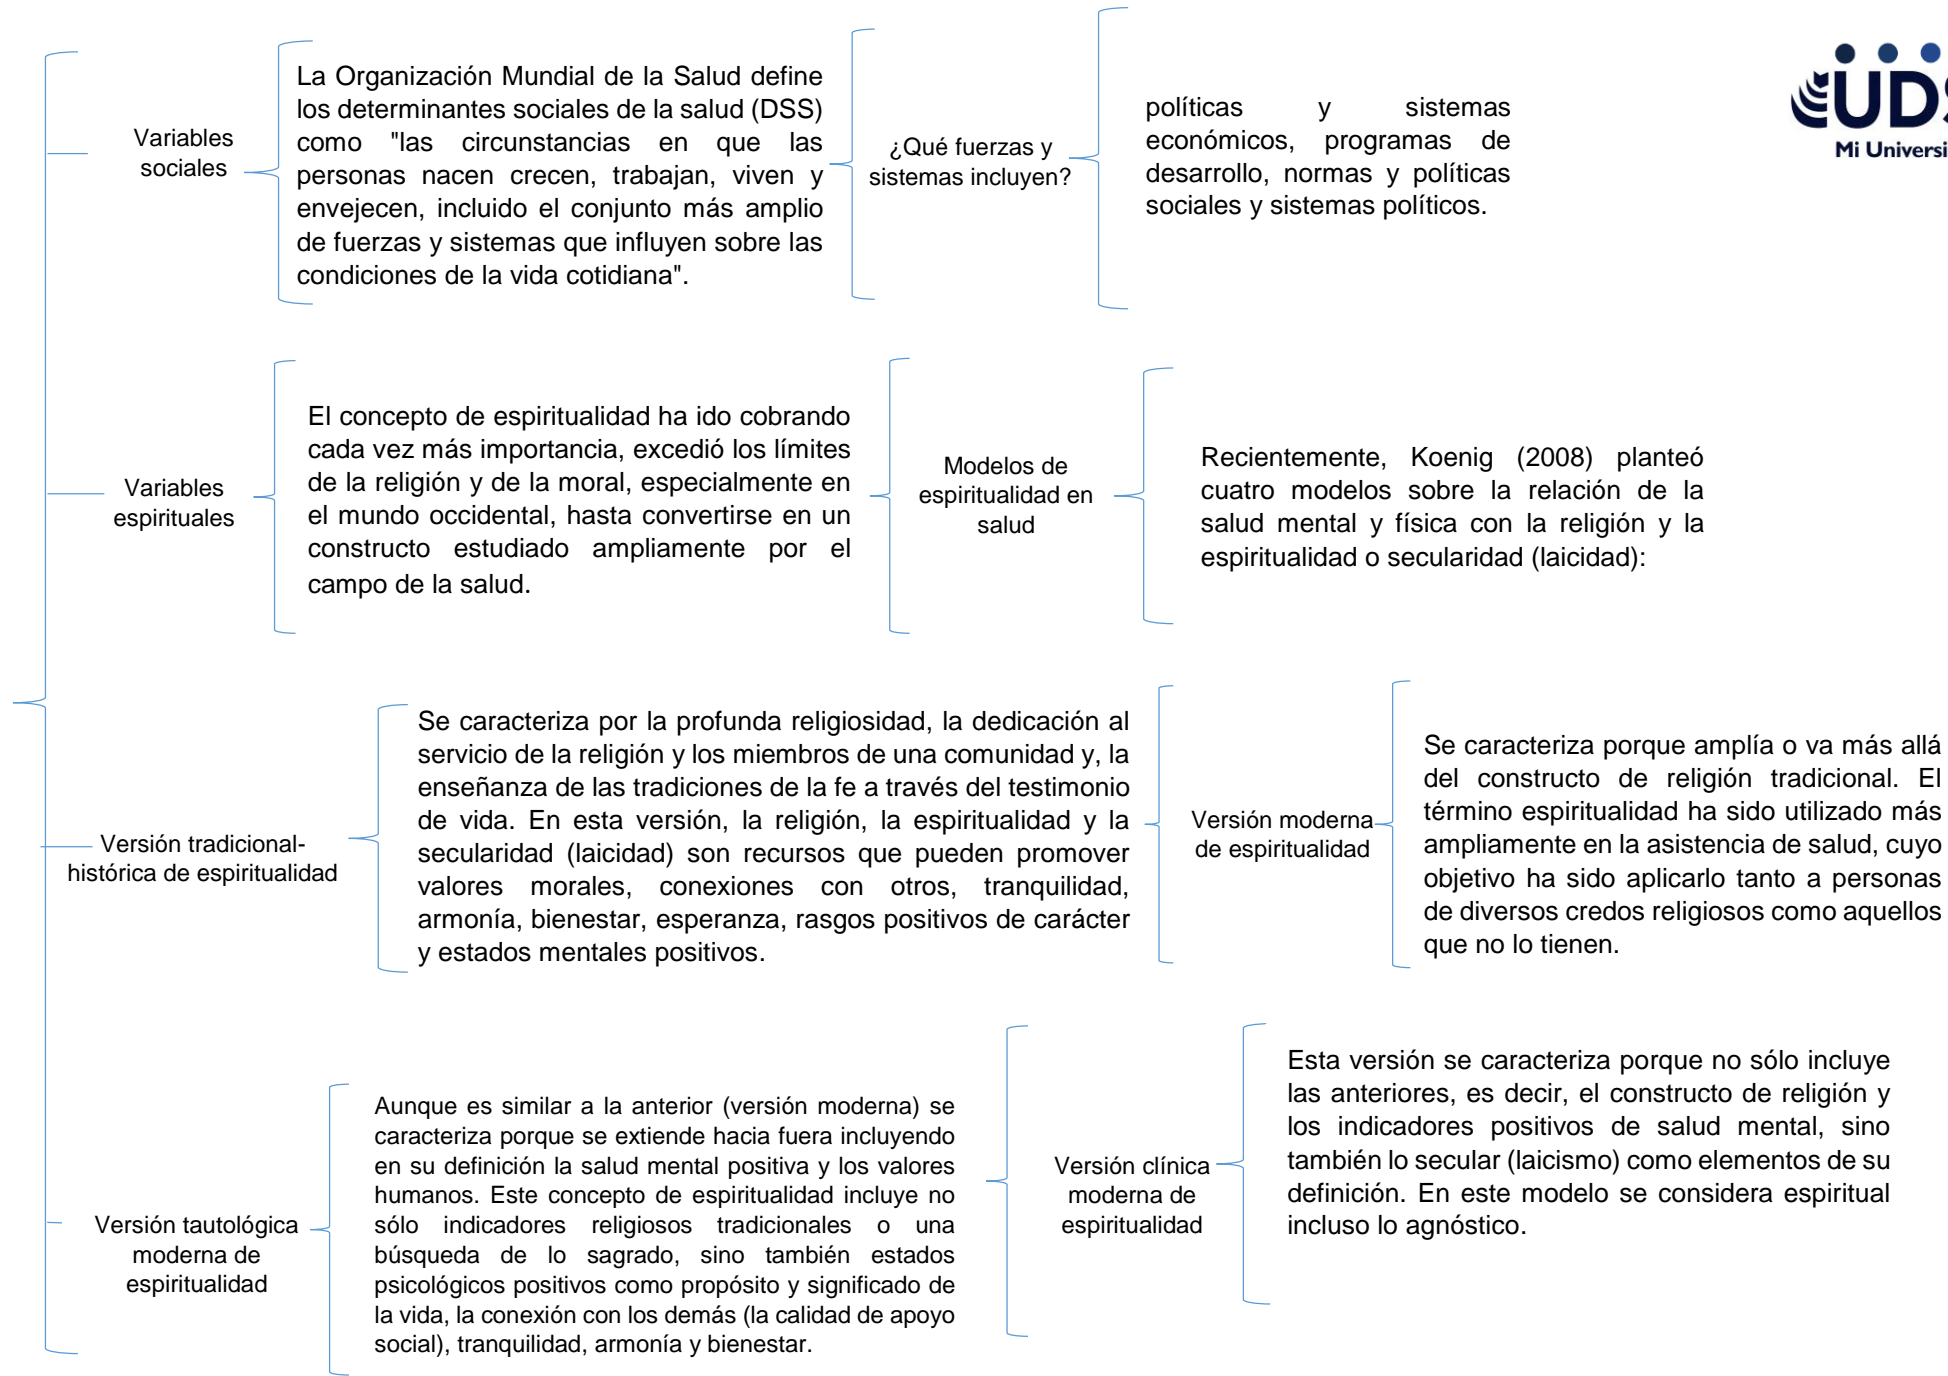 Variables
sociales
La Organización Mundial de la Salud define
los determinantes sociales de la salud (DSS)
como "las circunstancias en que las
personas nacen crecen, trabajan, viven y
envejecen, incluido el conjunto más amplio
de fuerzas y sistemas que influyen sobre las
condiciones de la vida cotidiana".
¿Qué fuerzas y
sistemas incluyen?
políticas y sistemas
económicos, programas de
desarrollo, normas y políticas
sociales y sistemas políticos.
UDS
Mi Universi
Variables
espirituales
El concepto de espiritualidad ha ido cobrando
cada vez más importancia, excedió los límites
de la religión y de la moral, especialmente en
el mundo occidental, hasta convertirse en un
constructo estudiado ampliamente por el
campo de la salud.
Modelos de
espiritualidad en
salud
Recientemente, Koenig (2008) planteó
cuatro modelos sobre la relación de la
salud mental y física con la religión y la
espiritualidad o secularidad (laicidad):
Versión tradicional-
histórica de espiritualidad
Se caracteriza por la profunda religiosidad, la dedicación al
servicio de la religión y los miembros de una comunidad y, la
enseñanza de las tradiciones de la fe a través del testimonio
de vida. En esta versión, la religión, la espiritualidad y la
secularidad (laicidad) son recursos que pueden promover
valores morales, conexiones con otros, tranquilidad,
armonía, bienestar, esperanza, rasgos positivos de carácter
y estados mentales positivos.
Versión moderna
de espiritualidad
Se caracteriza porque amplía o va más allá
del constructo de religión tradicional. El
término espiritualidad ha sido utilizado más
ampliamente en la asistencia de salud, cuyo
objetivo ha sido aplicarlo tanto a personas
de diversos credos religiosos como aquellos
que no lo tienen.
Versión tautológica
moderna de
espiritualidad
Aunque es similar a la anterior (versión moderna) se
caracteriza porque se extiende hacia fuera incluyendo
en su definición la salud mental positiva y los valores
humanos. Este concepto de espiritualidad incluye no
sólo indicadores religiosos tradicionales o una
búsqueda de lo sagrado, sino también estados
psicológicos positivos como propósito y significado de
la vida, la conexión con los demás (la calidad de apoyo
social), tranquilidad, armonía y bienestar.
Versión clínica
moderna de
espiritualidad
Esta versión se caracteriza porque no sólo incluye
las anteriores, es decir, el constructo de religión y
los indicadores positivos de salud mental, sino
también lo secular (laicismo) como elementos de su
definición. En este modelo se considera espiritual
incluso lo agnóstico.